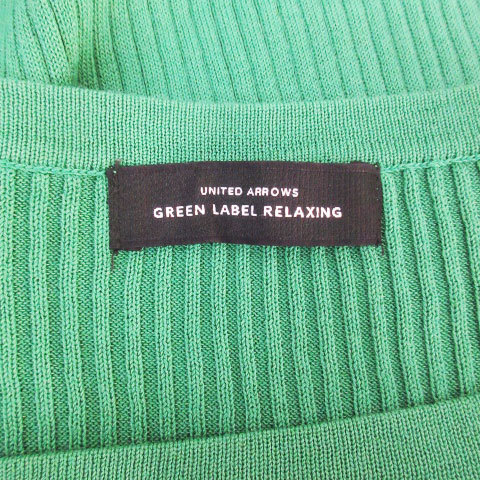 UNITED ARROWS
GREEN LABEL RELAXING